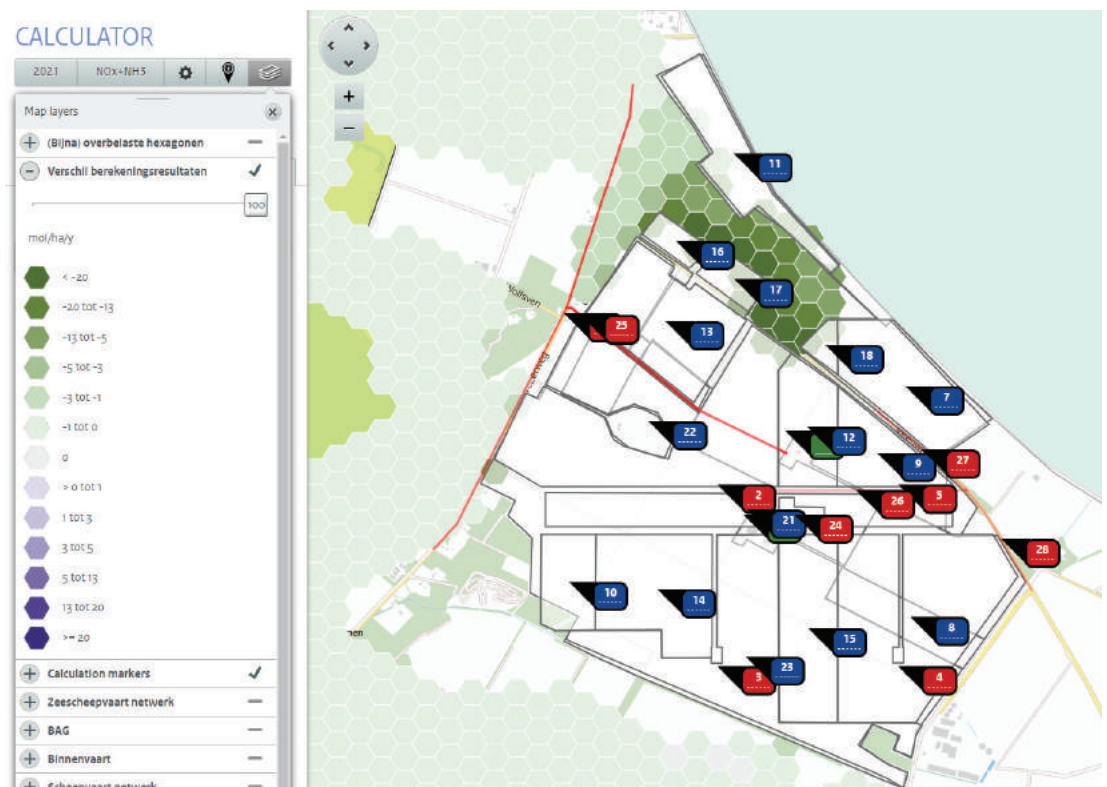 CALCULATOR
2021
NOx+NH3
Map layers
(Bijna) overbelaste hexagonen
Verschil berekeningsresultaten
100
mol/ha/y
< -20
-20 tot -13
-13 tot -5
-5 tot -3
-3 tot -1
-1 tot 0
0
> 0 tot 1
1 tot 3
3 tot 5
5 tot 13
13 tot 20
>= 20
Calculation markers
Zeescheepvaart netwerk
BAG
Binnenvaart
Scheepvaart netwerk
+
−
11
16
17
25
13
18
7
22
12
9
27
2
26
5
21
24
28
10
14
8
15
3
23
4